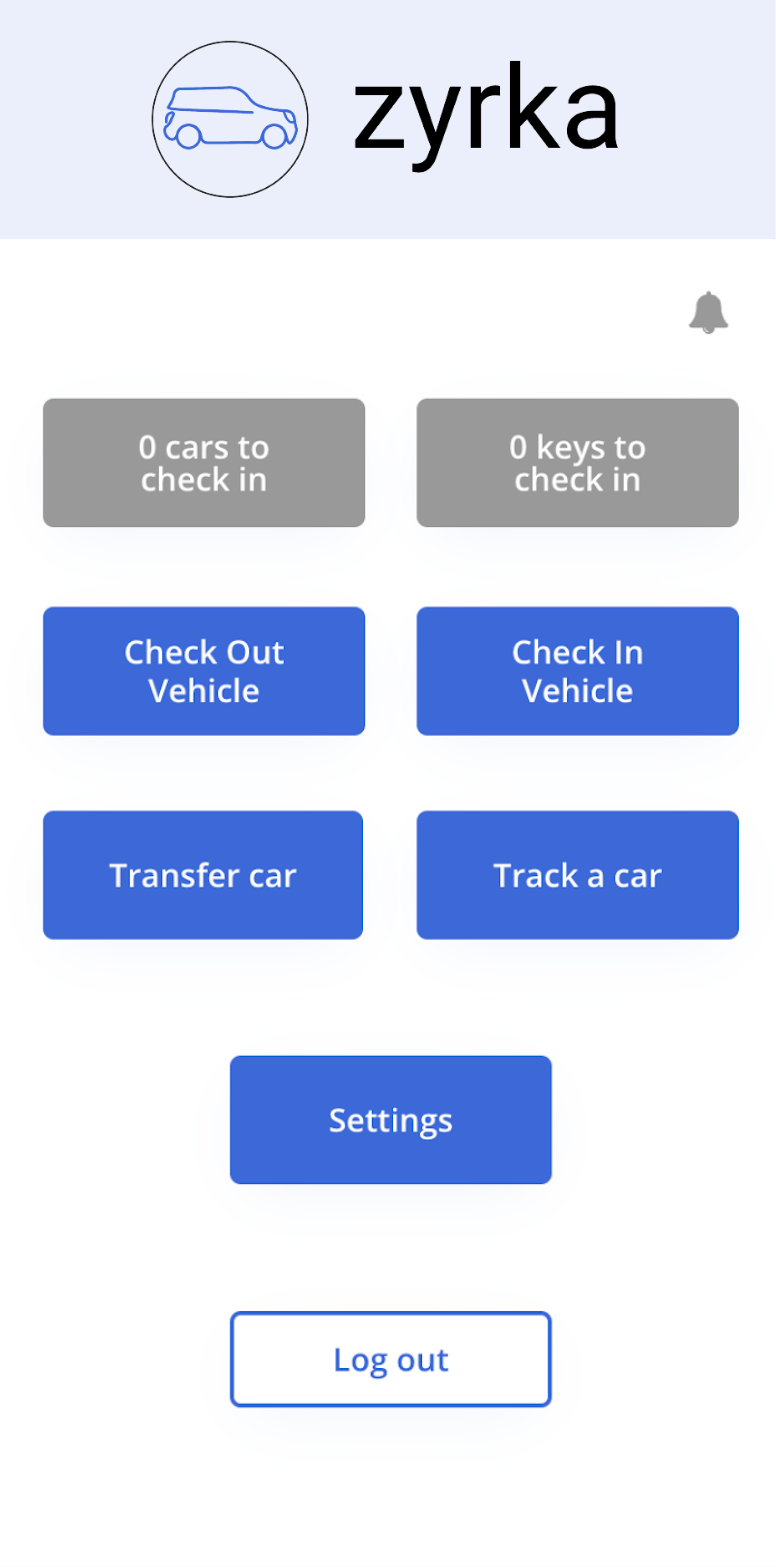 zyrka
0 cars to
check in
0 keys to
check in
Check Out
Vehicle
Check In
Vehicle
Transfer car
Track a car
Settings
Log out